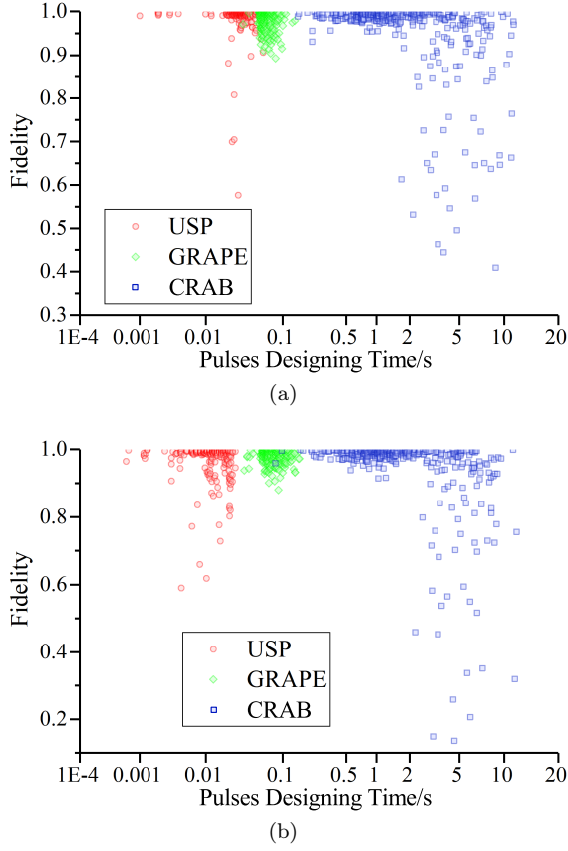 1.0
0.9
0.8
0.7
0.6
0.5
0.4
0.3
Fidelity
USP
GRAPE
CRAB
1E-4 0.001 0.01 0.1 0.5 1 2 5 10 20
Pulses Designing Time/s
(a)
1.0
0.8
0.6
0.4
0.2
Fidelity
USP
GRAPE
CRAB
1E-4 0.001 0.01 0.1 0.5 1 2 5 10 20
Pulses Designing Time/s
(b)